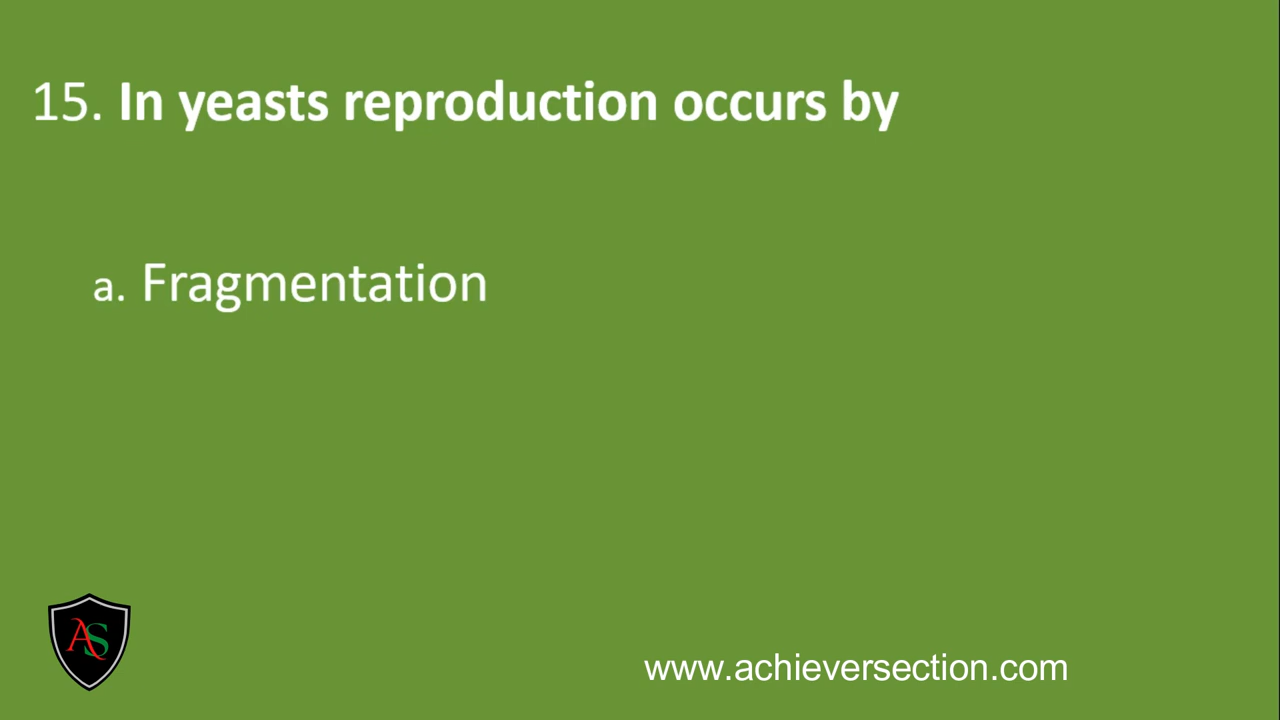 15. In yeasts reproduction occurs by
a. Fragmentation
AS
www.achieversection.com